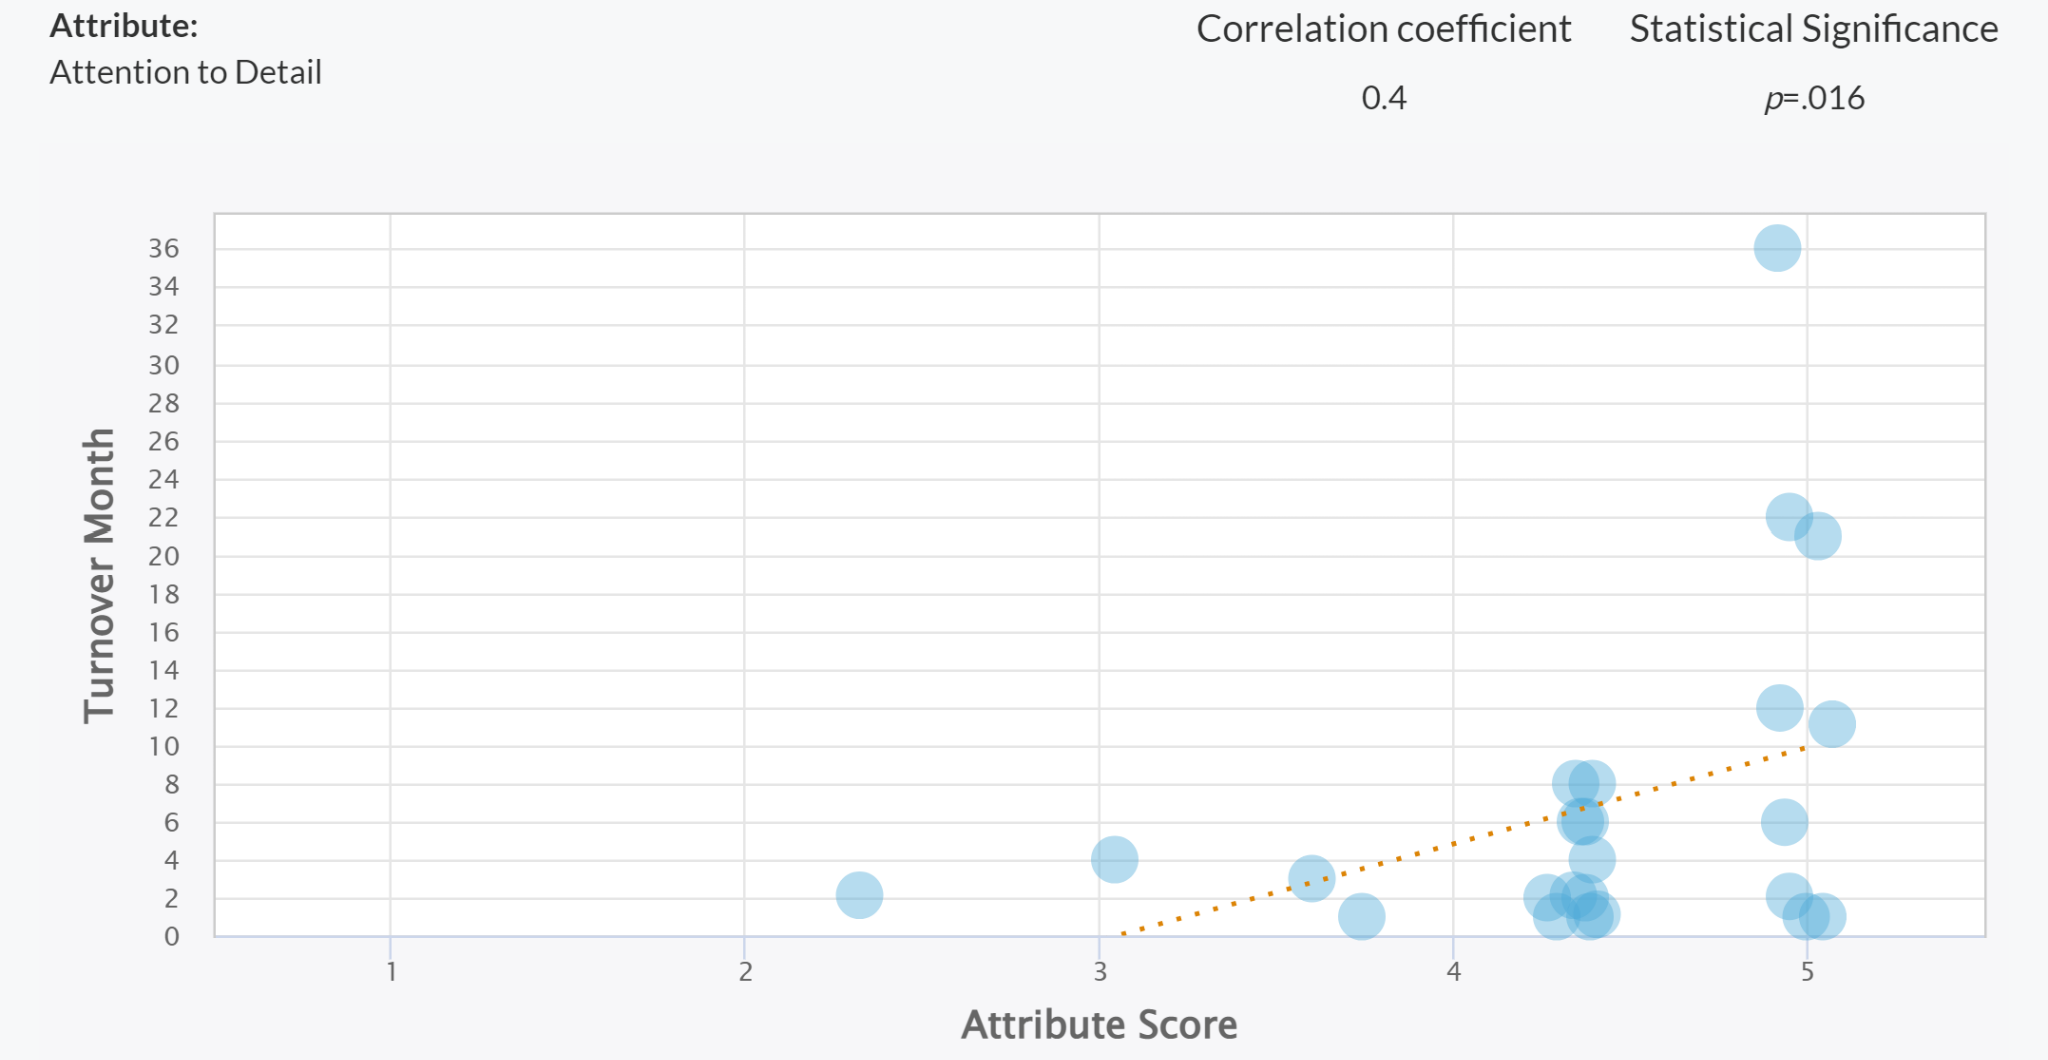 Attribute:
Attention to Detail
Correlation coefficient
0.4
Statistical Significance
p=.016
Turnover Month
36
34
32
30
28
26
24
22
20
18
16
14
12
10
8
6
4
2
0
1 2 3 4 5
Attribute Score